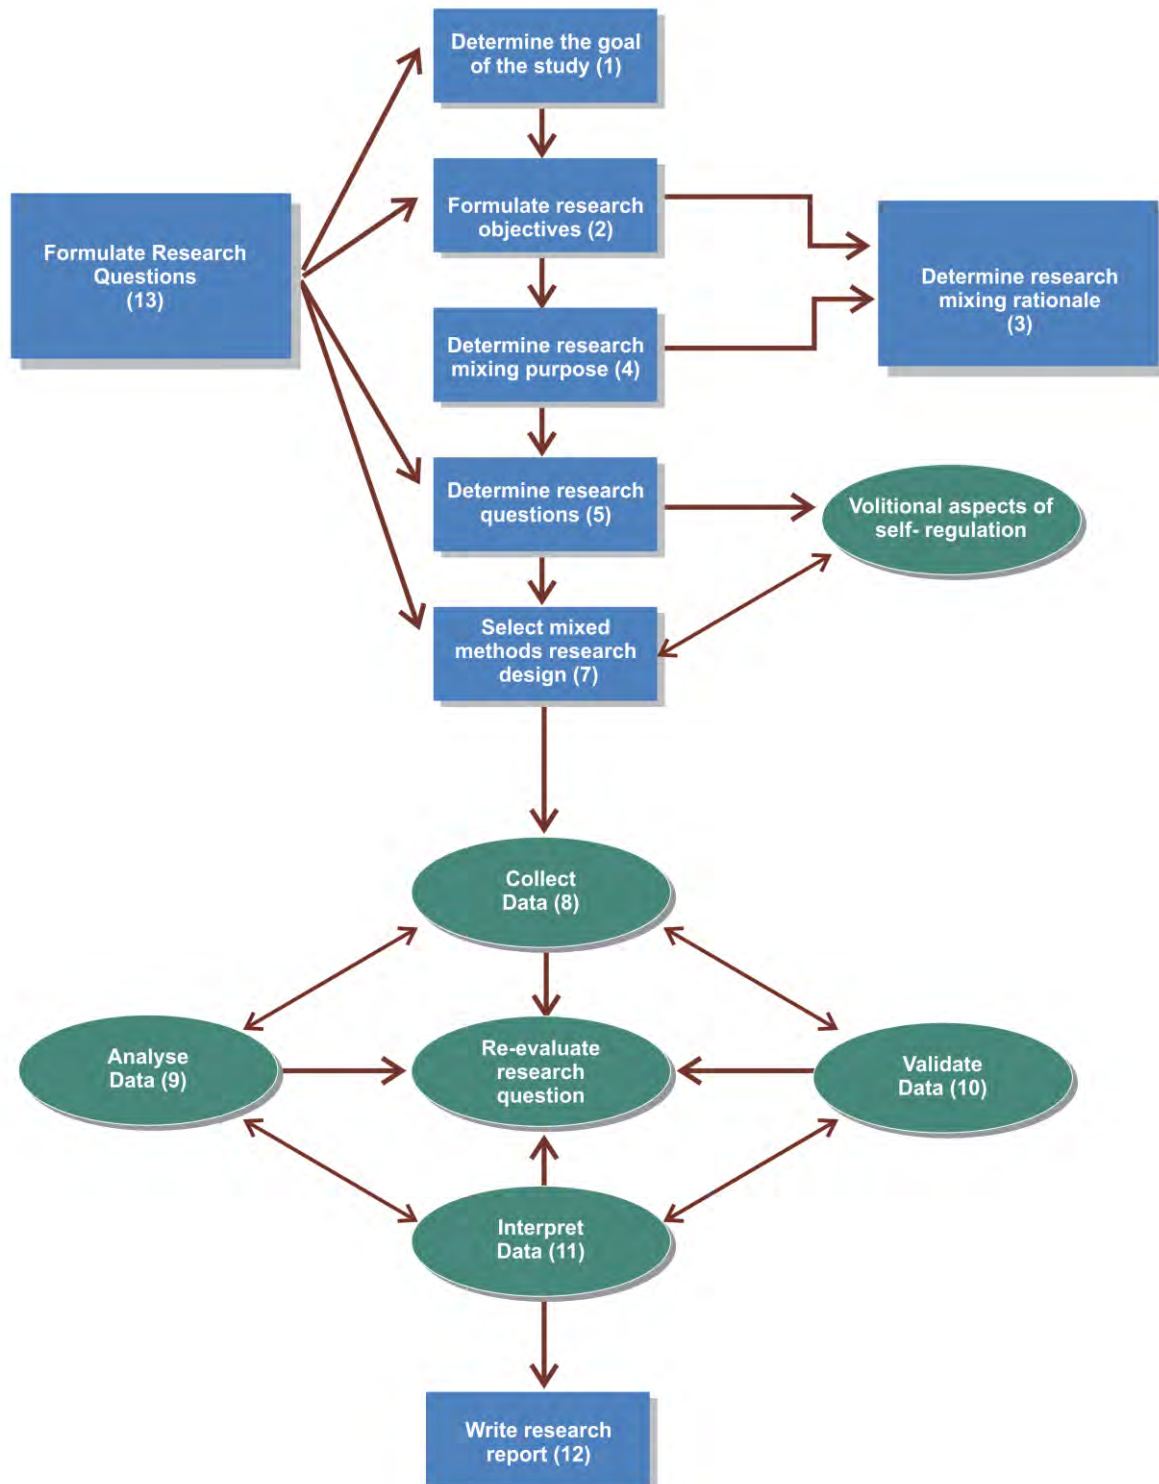 Determine the goal
of the study (1)
Formulate Research
Questions
(13)
Formulate research
objectives (2)
Determine research
mixing rationale
(3)
Determine research
mixing purpose (4)
Determine research
questions (5)
Volitional aspects of
self- regulation
Select mixed
methods research
design (7)
Collect
Data (8)
Analyse
Data (9)
Re-evaluate
research
question
Validate
Data (10)
Interpret
Data (11)
Write research
report (12)